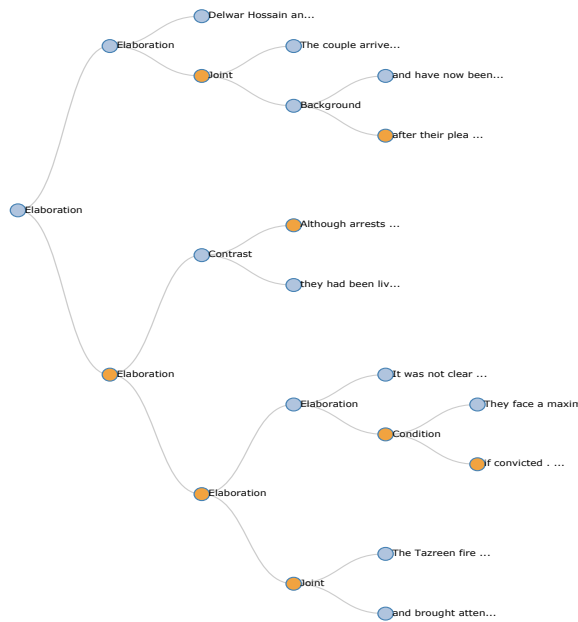 Delwar Hossain an...
Elaboration
The couple arrive...
Joint
and have now been...
Background
after their plea ...
Elaboration
Although arrests ...
Contrast
they had been liv...
Elaboration
It was not clear ...
Elaboration
They face a maxim
Condition
if convicted . ...
Elaboration
The Tazreen fire ...
Joint
and brought atten...